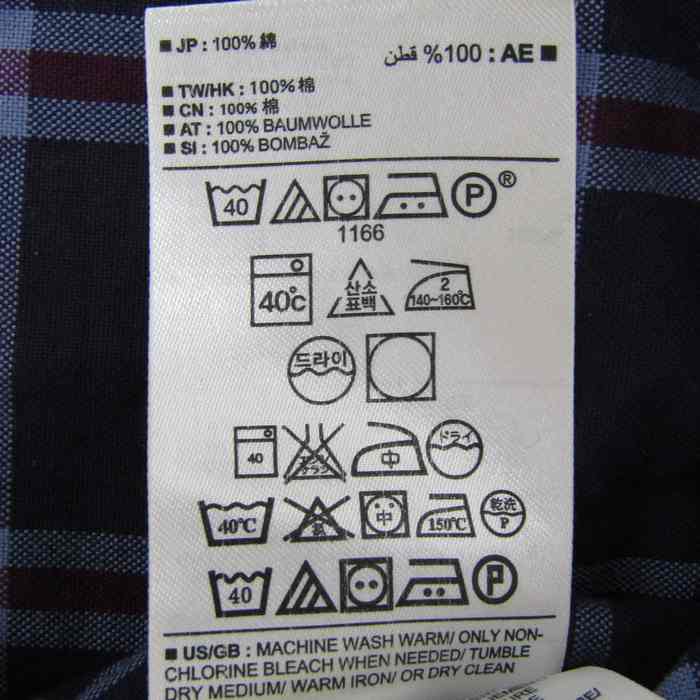 ■ JP : 100% 綿
■ AE : 100% قطن
■ TW/HK : 100% 棉
■ CN : 100% 棉
■ AT : 100% BAUMWOLLE
■ SI : 100% BOMBAŽ
40 P ®
1166
40℃ 산소 표백 2 140~160℃
드라이
40 中 ドライ
40℃ 中 150℃ 乾洗 P
40 P
■ US/GB : MACHINE WASH WARM/ ONLY NON-
CHLORINE BLEACH WHEN NEEDED/ TUMBLE
DRY MEDIUM/ WARM IRON/ OR DRY CLEAN